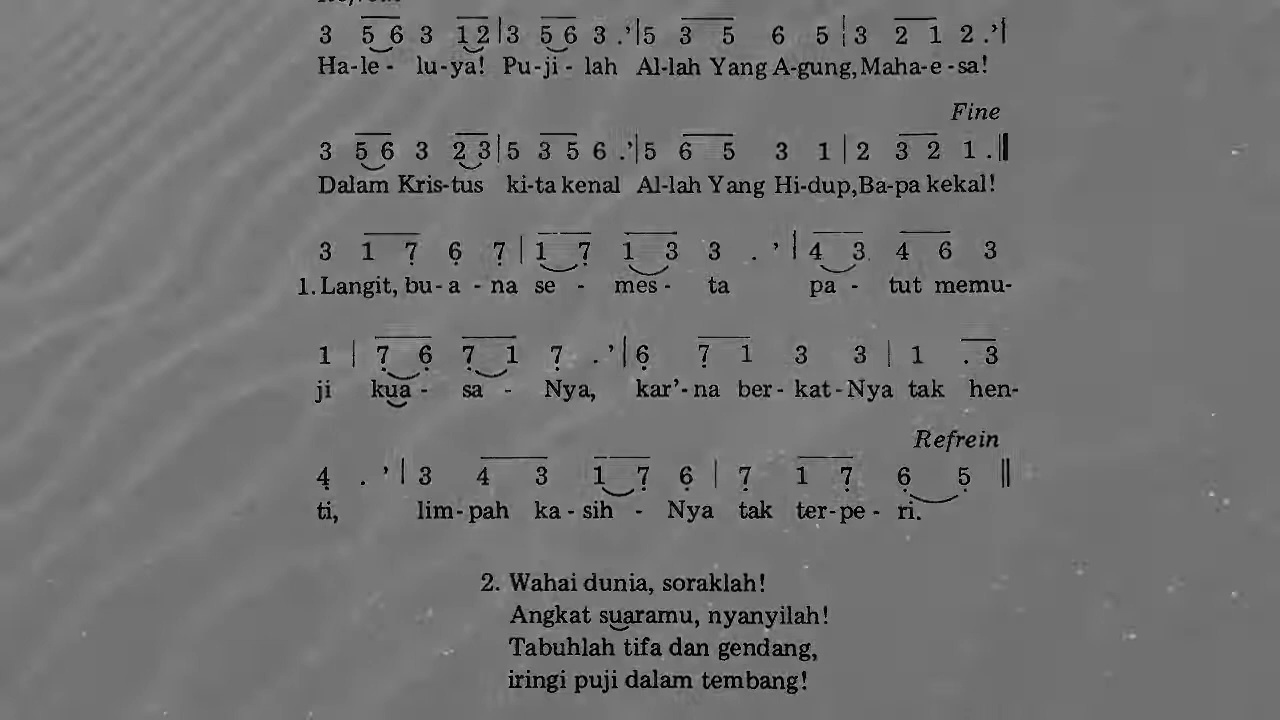 3 5 6 3 1 2 | 3 5 6 3 . ' | 5 3 5 6 5 ¦ 3 2 1 2 . ' |
Ha-le - lu-ya! Pu-ji - lah Al-lah Yang A-gung, Maha-e-sa!
Fine
3 5 6 3 2 3 | 5 3 5 6 . ' | 5 6 5 3 1 | 2 3 2 1 . ||
Dalam Kris-tus ki-ta kenal Al-lah Yang Hi-dup, Ba-pa kekal!
3 1 7̣ 6̣ 7̣ | 1 7̣ 1 3 3 . ' | 4 3 4 6 3
1. Langit, bu-a - na se - mes - ta pa - tut memu-
1 | 7̣ 6̣ 7̣ 1 7̣ . ' | 6̣ 7̣ 1 3 3 | 1 . 3
ji kua - sa - Nya, kar'-na ber-kat-Nya tak hen-
Refrein
4̣ . ' | 3 4 3 1 7̣ 6̣ | 7̣ 1 7̣ 6̣ 5̣ ||
ti, lim-pah ka-sih - Nya tak ter-pe - ri.
2. Wahai dunia, soraklah!
Angkat suaramu, nyanyilah!
Tabuhlah tifa dan gendang,
iringi puji dalam tembang!